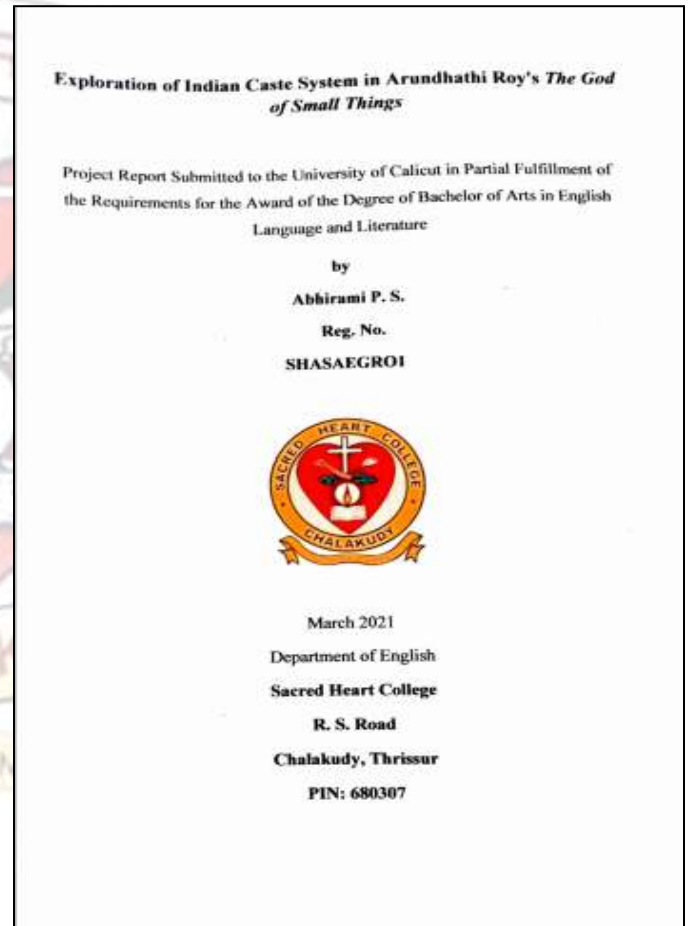 Exploration of Indian Caste System in Arundhathi Roy's The God
of Small Things
Project Report Submitted to the University of Calicut in Partial Fulfillment of
the Requirements for the Award of the Degree of Bachelor of Arts in English
Language and Literature
by
Abhirami P. S.
Reg. No.
SHASAEGR01
SACRED HEART COLLEGE
CHALAKUDY
March 2021
Department of English
Sacred Heart College
R. S. Road
Chalakudy, Thrissur
PIN: 680307